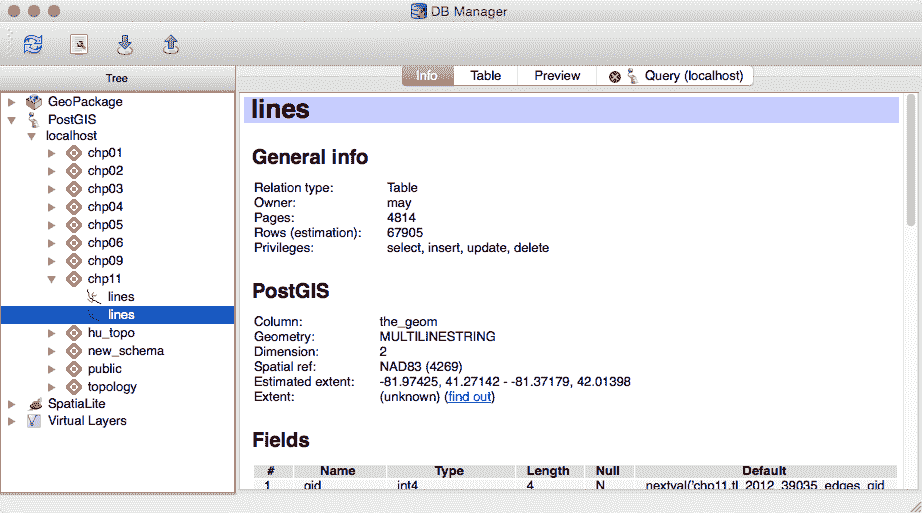 DB Manager
Tree
Info Table Preview Query (localhost)
GeoPackage
PostGIS
localhost
chp01
chp02
chp03
chp04
chp05
chp06
chp09
chp11
lines
lines
hu_topo
new_schema
public
topology
SpatiaLite
Virtual Layers
lines
General info
Relation type: Table
Owner: may
Pages: 4814
Rows (estimation): 67905
Privileges: select, insert, update, delete
PostGIS
Column: the_geom
Geometry: MULTILINESTRING
Dimension: 2
Spatial ref: NAD83 (4269)
Estimated extent: -81.97425, 41.27142 - -81.37179, 42.01398
Extent: (unknown) (find out)
Fields
# Name Type Length Null Default
1 gid int4 4 N nextval('chp11.tl_2012_39035_edges_gid